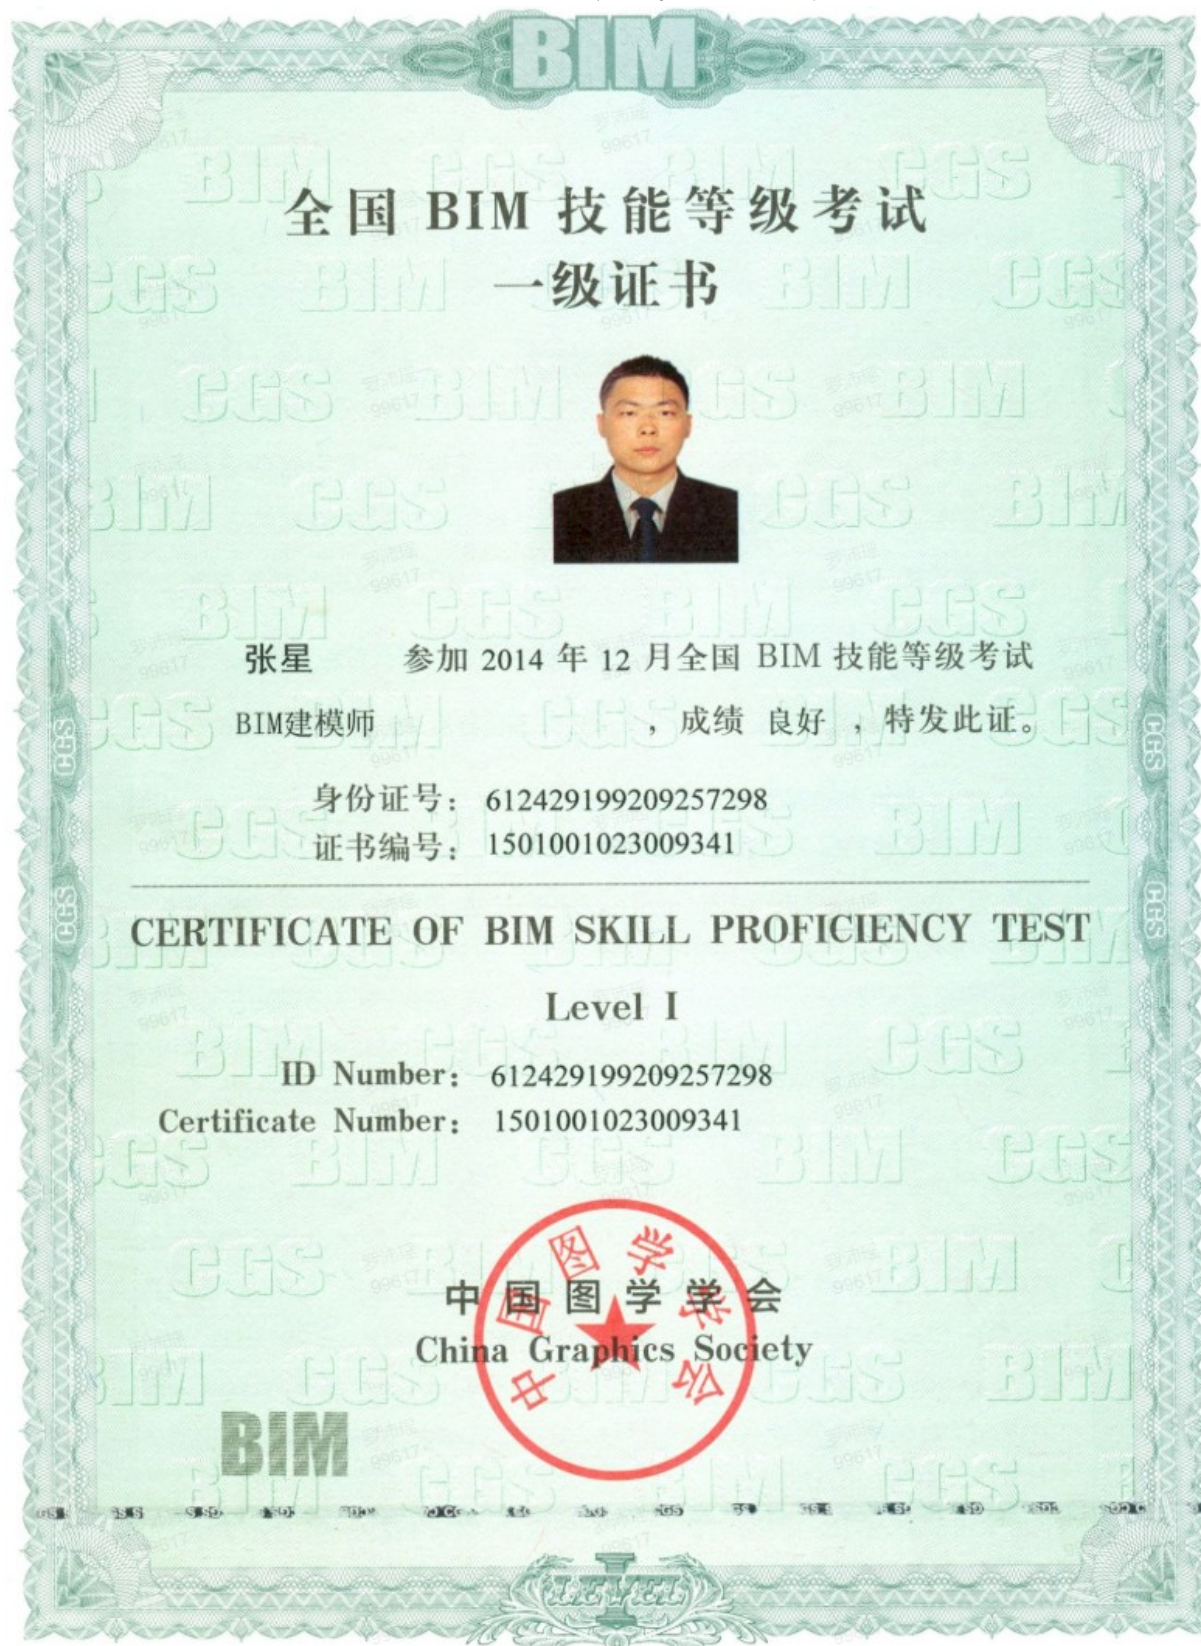 BIM
全国 BIM 技能等级考试
一级证书
张星 参加 2014 年 12 月全国 BIM 技能等级考试
BIM建模师 ，成绩 良好 ，特发此证。
身份证号： 612429199209257298
证书编号： 1501001023009341
CGS CGS
CGS CGS
CERTIFICATE OF BIM SKILL PROFICIENCY TEST
Level I
ID Number: 612429199209257298
Certificate Number: 1501001023009341
中国图学学会
中国图学学会
China Graphics Society
BIM
I
LEVEL